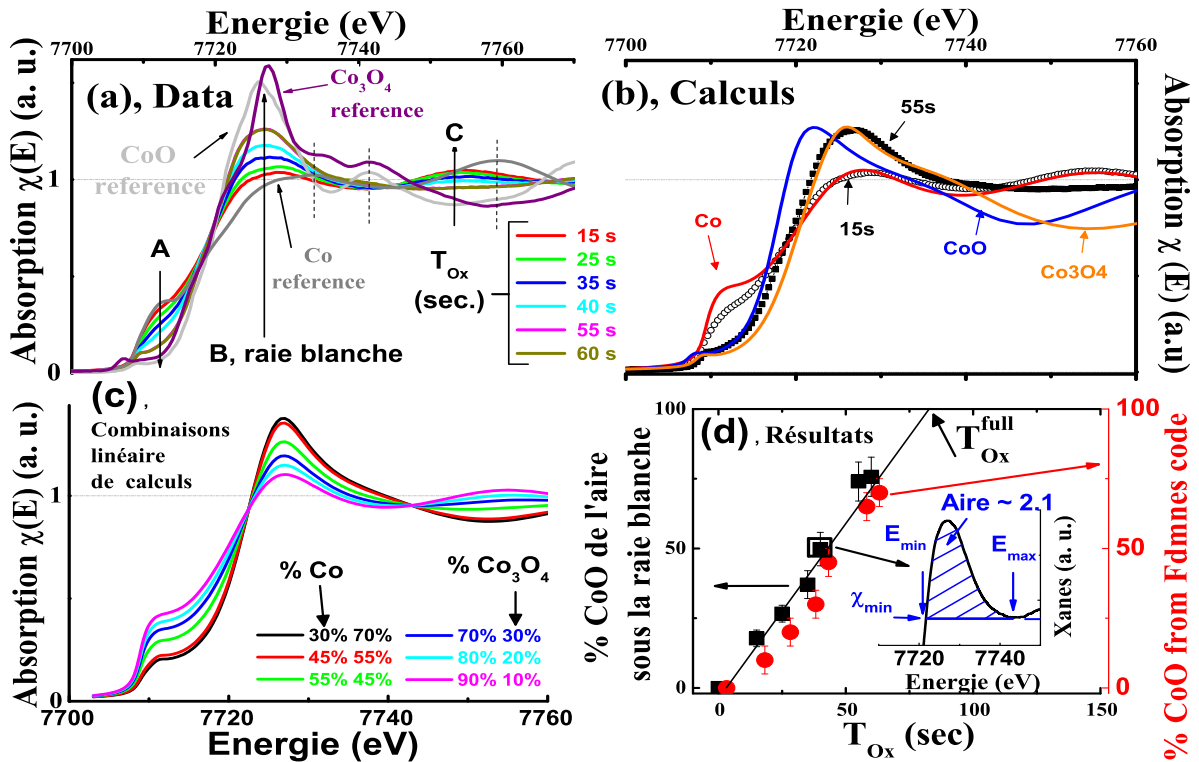 Energie (eV)
7700 7720 7740 7760
Absorption χ(E) (a. u.)
1
0
(a), Data
Co3O4
reference
CoO
reference
A
C
Co
reference
B, raie blanche
TOx
(sec.)
15 s
25 s
35 s
40 s
55 s
60 s
Energie (eV)
7700 7720 7740 7760
(b), Calculs
55s
Co
15s
CoO
Co3O4
Absorption χ (E) (a.u)
(c) ,
Combinaisons
linéaire
de calculs
Absorption χ(E) (a. u.)
1
0
% Co % Co3O4
30% 70% 70% 30%
45% 55% 80% 20%
55% 45% 90% 10%
7700 7720 7740 7760
Energie (eV)
(d) , Résultats
% CoO de l'aire
sous la raie blanche
100
50
0
TOx full
Aire ~ 2.1
Emin
Emax
χmin
Xanes (a. u.)
7720 7740
Energie (eV)
0 50 100 150
TOx (sec)
100
50
0
% CoO from Fdmnes code